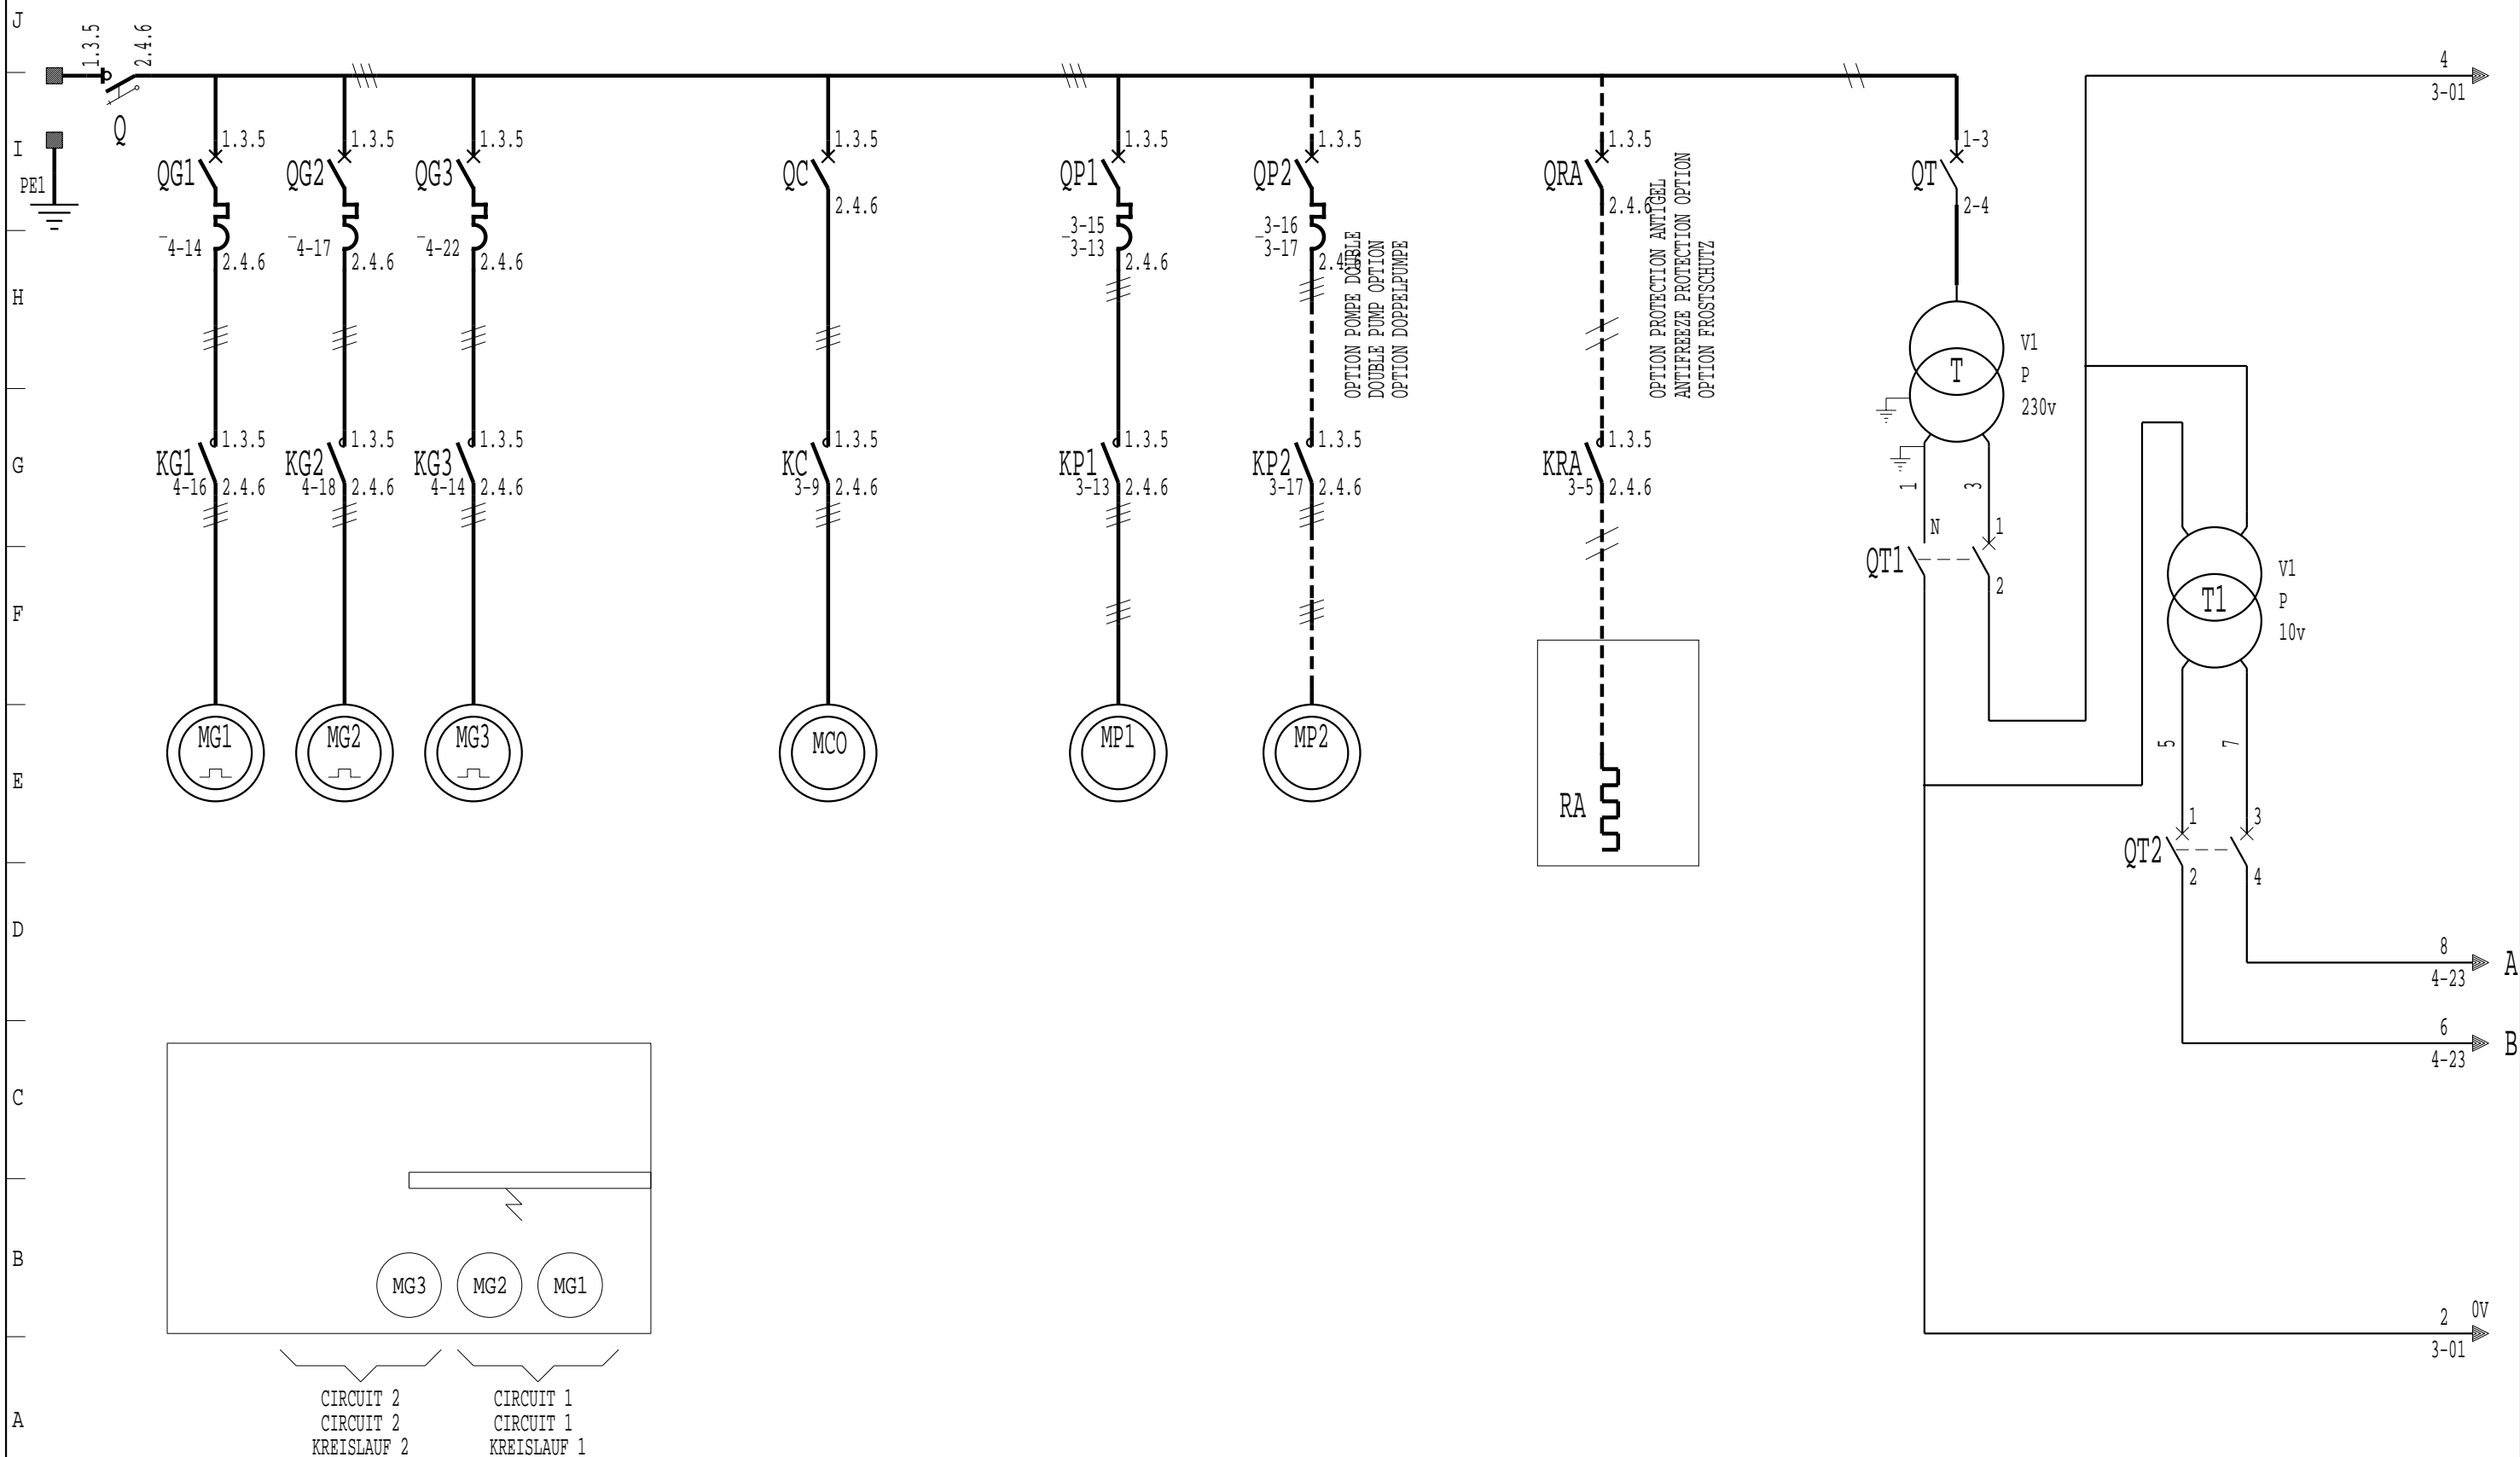 J
1.3.5
2.4.6
4
3-01
Q
I
PE1
1.3.5
1.3.5
1.3.5
1.3.5
1.3.5
1.3.5
1.3.5
1-3
QG1
QG2
QG3
QC
QP1
QP2
QRA
QT
2.4.6
2.4.6
2-4
4-14
4-17
4-22
3-15
3-13
3-16
3-17
2.4.6
2.4.6
2.4.6
2.4.6
2.4.6
OPTION POMPE DOUBLE
DOUBLE PUMP OPTION
OPTION DOPPELPUMPE
OPTION PROTECTION ANTIGEL
ANTIFREEZE PROTECTION OPTION
OPTION FROSTSCHUTZ
H
T
V1
P
230v
G
1.3.5
1.3.5
1.3.5
1.3.5
1.3.5
1.3.5
1.3.5
KG1
KG2
KG3
KC
KP1
KP2
KRA
4-16 2.4.6
4-18 2.4.6
4-14 2.4.6
3-9 2.4.6
3-13 2.4.6
3-17 2.4.6
3-5 2.4.6
1
3
N
1
QT1
2
F
T1
V1
P
10v
MG1
MG2
MG3
MCO
MP1
MP2
5
7
E
RA
1
3
QT2
2
4
D
8
4-23
A
6
4-23
B
C
B
MG3
MG2
MG1
2
0V
3-01
A
CIRCUIT 2
CIRCUIT 2
KREISLAUF 2
CIRCUIT 1
CIRCUIT 1
KREISLAUF 1